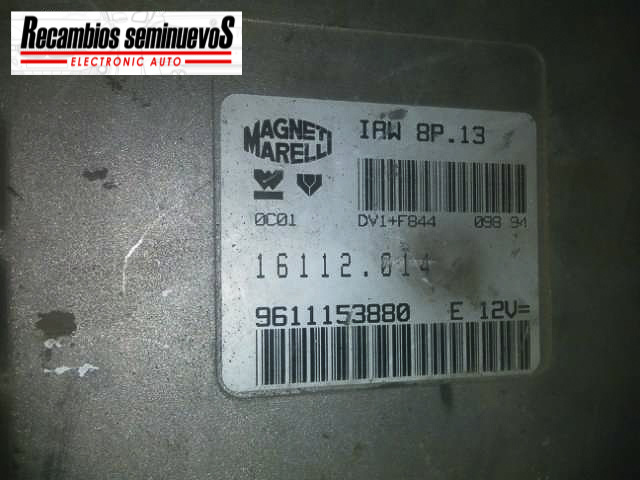 Recambios seminuevoS
ELECTRONIC AUTO
MAGNETI MARELLI
IAW 8P.13
0C01 DV1+F844 098 94
16112.014
9611153880 E 12V=